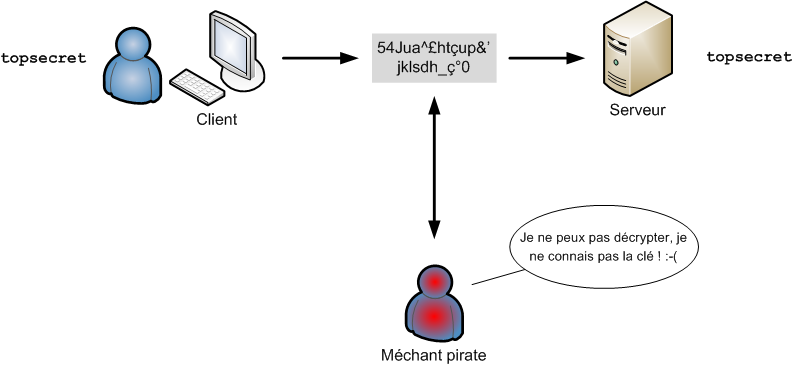 topsecret
54Jua^£htçup&'
jklsdh_ç°0
topsecret
Client
Serveur
Je ne peux pas décrypter, je
ne connais pas la clé ! :-(
Méchant pirate